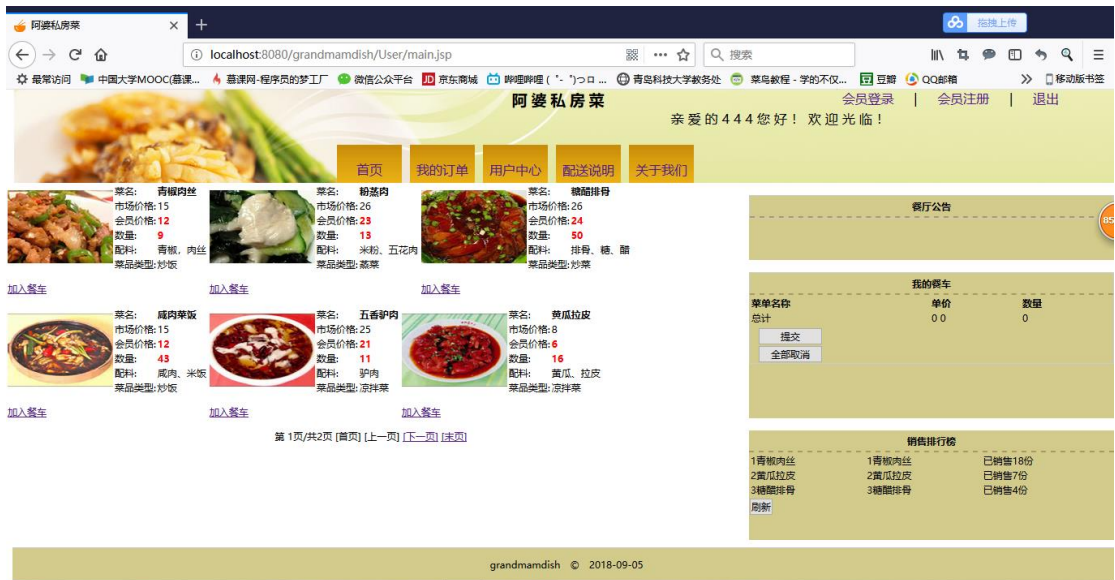 阿婆私房菜
拖拽上传
localhost:8080/grandmamdish/User/main.jsp
搜索
最常访问 中国大学MOOC(慕课... 慕课网-程序员的梦工厂 微信公众平台 京东商城 哔哩哔哩 ( ゜- ゜)つロ ... 青岛科技大学教务处 菜鸟教程 - 学的不仅... 豆瓣 QQ邮箱 移动版书签
阿婆私房菜
会员登录 | 会员注册 | 退出
亲爱的444您好！欢迎光临！
首页 我的订单 用户中心 配送说明 关于我们
菜名: 青椒肉丝
市场价格:15
会员价格:12
数量: 9
配料: 青椒，肉丝
菜品类型:炒饭
加入餐车
菜名: 粉蒸肉
市场价格:26
会员价格:23
数量: 13
配料: 米粉、五花肉
菜品类型:蒸菜
加入餐车
菜名: 糖醋排骨
市场价格:26
会员价格:24
数量: 50
配料: 排骨、糖、醋
菜品类型:炒菜
加入餐车
菜名: 咸肉菜饭
市场价格:15
会员价格:12
数量: 43
配料: 咸肉、米饭
菜品类型:炒饭
加入餐车
菜名: 五香驴肉
市场价格:25
会员价格:21
数量: 11
配料: 驴肉
菜品类型:凉拌菜
加入餐车
菜名: 黄瓜拉皮
市场价格:8
会员价格:6
数量: 16
配料: 黄瓜、拉皮
菜品类型:凉拌菜
加入餐车
第 1页/共2页 [首页] [上一页] [下一页] [末页]
餐厅公告
85
我的餐车
菜单名称 单价 数量
总计 0 0 0
提交
全部取消
销售排行榜
1青椒肉丝 1青椒肉丝 已销售18份
2黄瓜拉皮 2黄瓜拉皮 已销售7份
3糖醋排骨 3糖醋排骨 已销售4份
刷新
grandmamdish © 2018-09-05